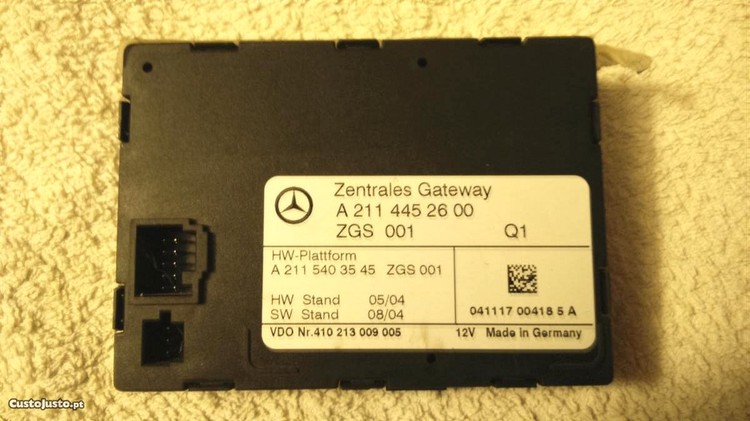 Zentrales Gateway
A 211 445 26 00
ZGS 001 Q1
HW-Plattform
A 211 540 35 45 ZGS 001
HW Stand 05/04
SW Stand 08/04
041117 00418 5 A
VDO Nr.410 213 009 005 12V Made in Germany
CustoJusto.pt